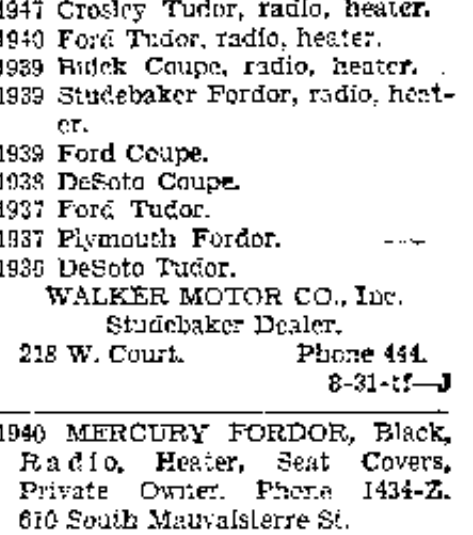 1947 Crosley Tudor, radio, heater.
1940 Ford Tudor, radio, heater.
1939 Buick Coupe, radio, heater.
1939 Studebaker Fordor, radio, heat-
er.
1939 Ford Coupe.
1938 DeSoto Coupe.
1937 Ford Tudor.
1937 Plymouth Fordor.
DeSoto Tudor.
WALKER MOTOR CO., Inc.
Studebaker Dealer.
218 W. Court. Phone 444.
8-31-tf—J
1940 MERCURY FORDOR, Black,
Radio, Heater, Seat Covers,
Private Owner. Phone 1434-Z.
610 South Mauvaisterre St.